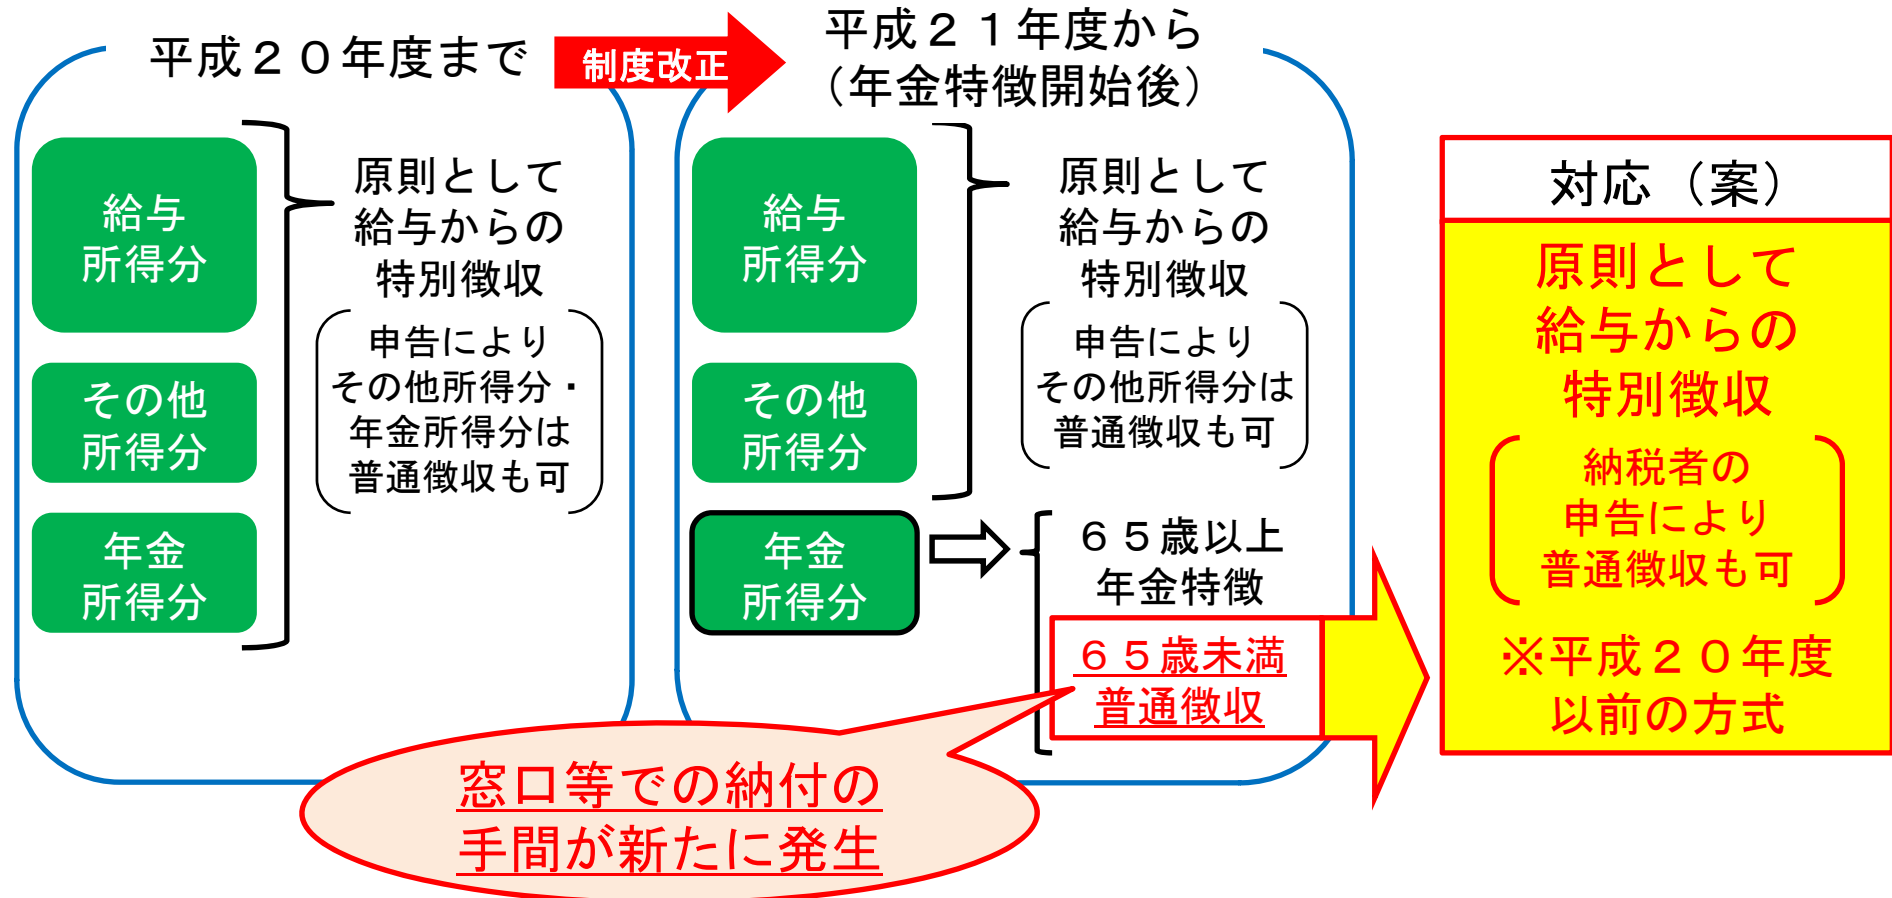 平成２０年度まで
制度改正
平成２１年度から
（年金特徴開始後）
給与
所得分
その他
所得分
年金
所得分
原則として
給与からの
特別徴収
申告により
その他所得分・
年金所得分は
普通徴収も可
給与
所得分
その他
所得分
年金
所得分
原則として
給与からの
特別徴収
申告により
その他所得分は
普通徴収も可
６５歳以上
年金特徴
６５歳未満
普通徴収
窓口等での納付の
手間が新たに発生
対応（案）
原則として
給与からの
特別徴収
納税者の
申告により
普通徴収も可
※平成２０年度
以前の方式